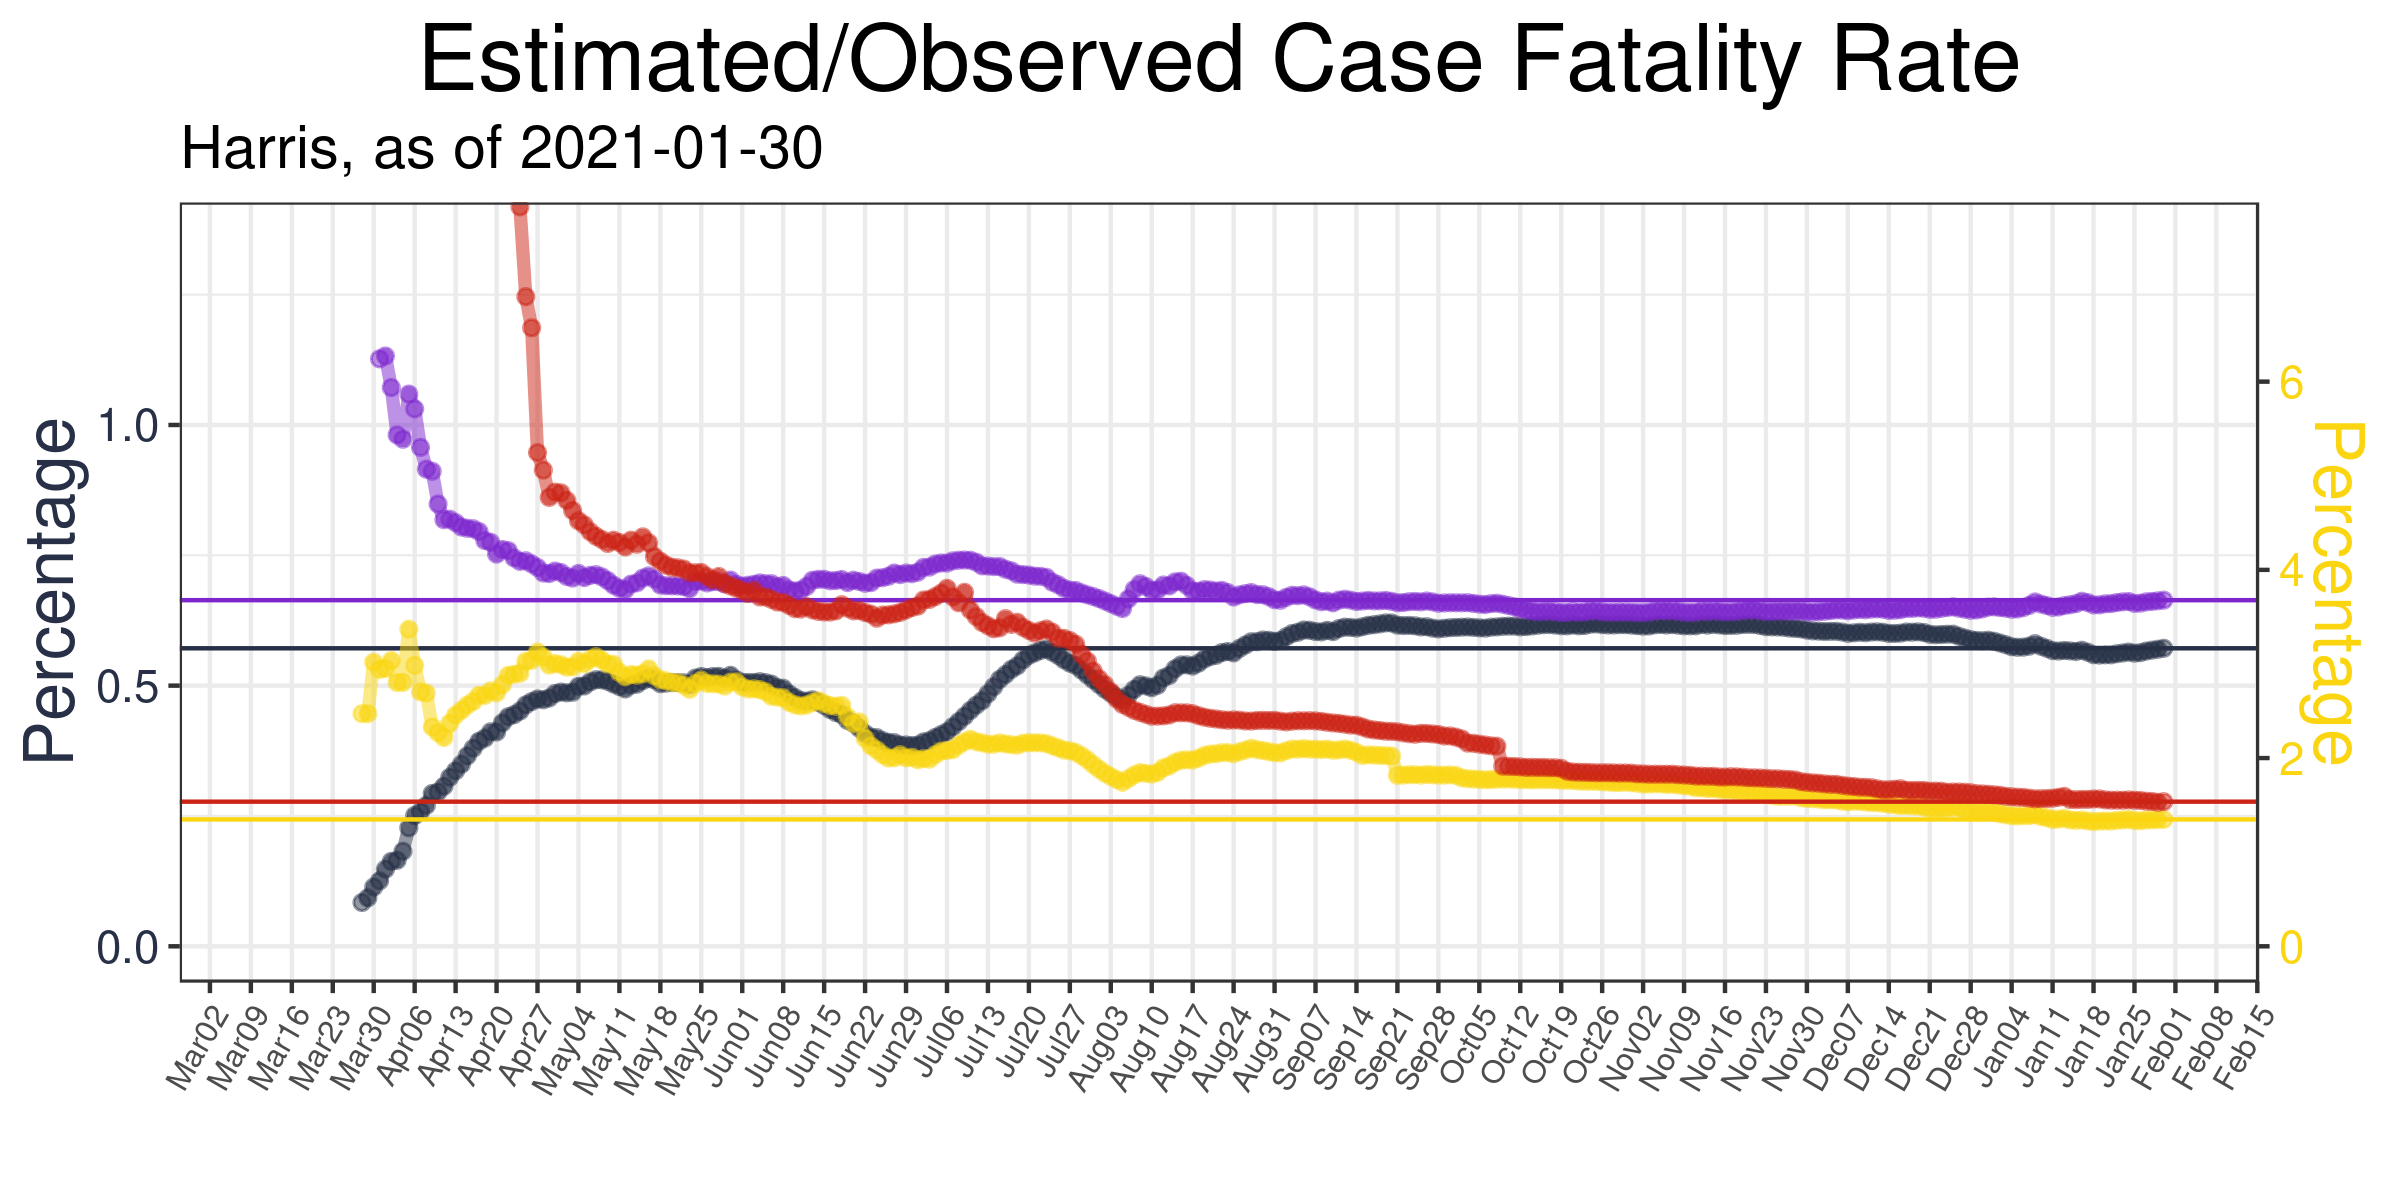 Estimated/Observed Case Fatality Rate
Harris, as of 2021-01-30
Percentage
1.0
0.5
0.0
6
4
2
0
Percentage
Mar02
Mar09
Mar16
Mar23
Mar30
Apr06
Apr13
Apr20
Apr27
May04
May11
May18
May25
Jun01
Jun08
Jun15
Jun22
Jun29
Jul06
Jul13
Jul20
Jul27
Aug03
Aug10
Aug17
Aug24
Aug31
Sep07
Sep14
Sep21
Sep28
Oct05
Oct12
Oct19
Oct26
Nov02
Nov09
Nov16
Nov23
Nov30
Dec07
Dec14
Dec21
Dec28
Jan04
Jan11
Jan18
Jan25
Feb01
Feb08
Feb15